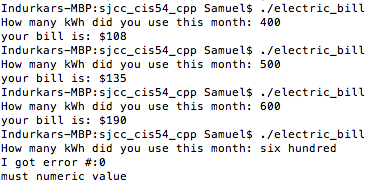 Indurkars-MBP:sjcc_cis54_cpp Samuel$ ./electric_bill
How many kWh did you use this month: 400
your bill is: $108
Indurkars-MBP:sjcc_cis54_cpp Samuel$ ./electric_bill
How many kWh did you use this month: 500
your bill is: $135
Indurkars-MBP:sjcc_cis54_cpp Samuel$ ./electric_bill
How many kWh did you use this month: 600
your bill is: $190
Indurkars-MBP:sjcc_cis54_cpp Samuel$ ./electric_bill
How many kWh did you use this month: six hundred
I got error #:0
must numeric value